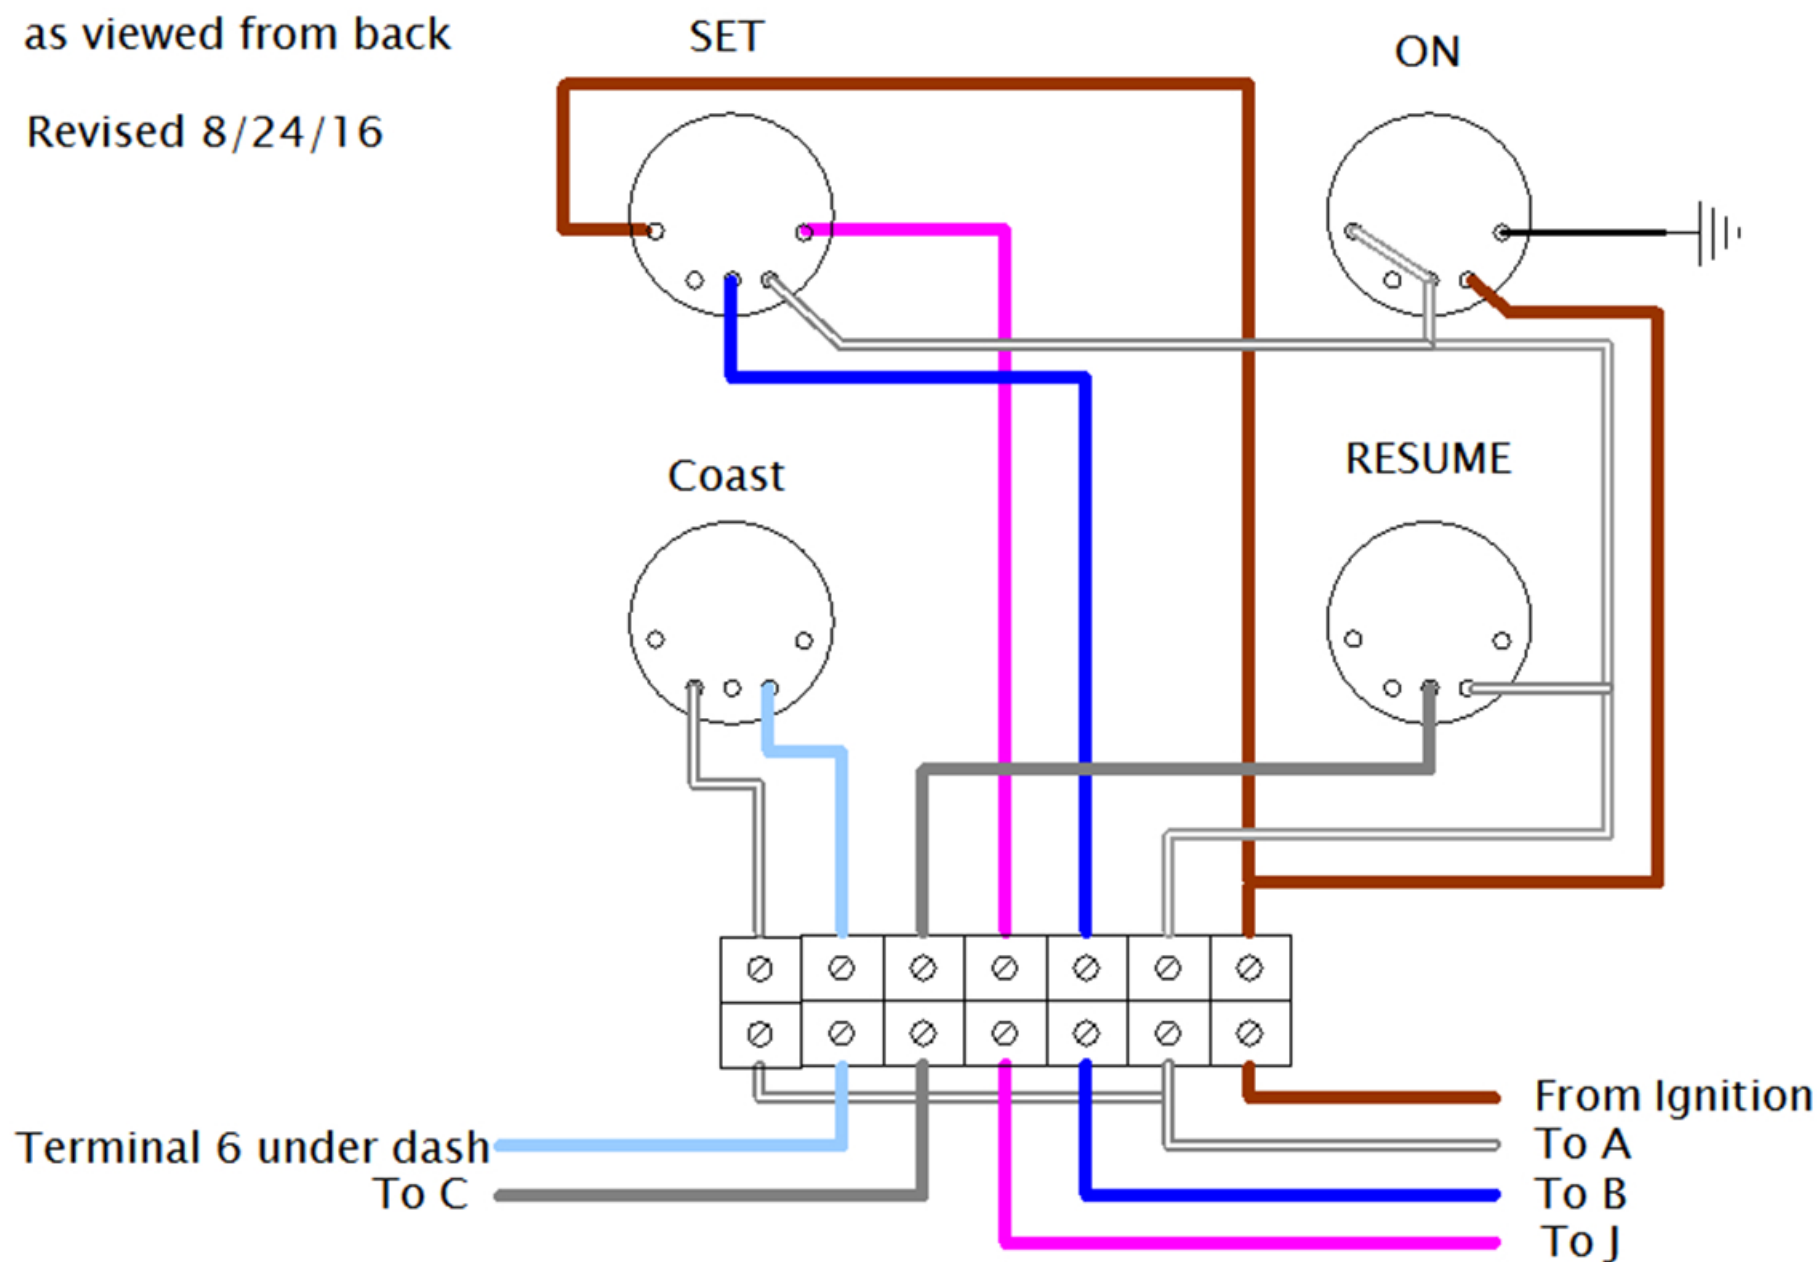 as viewed from back
SET
ON
Revised 8/24/16
Coast
RESUME
From Ignition
Terminal 6 under dash
To A
To C
To B
To J